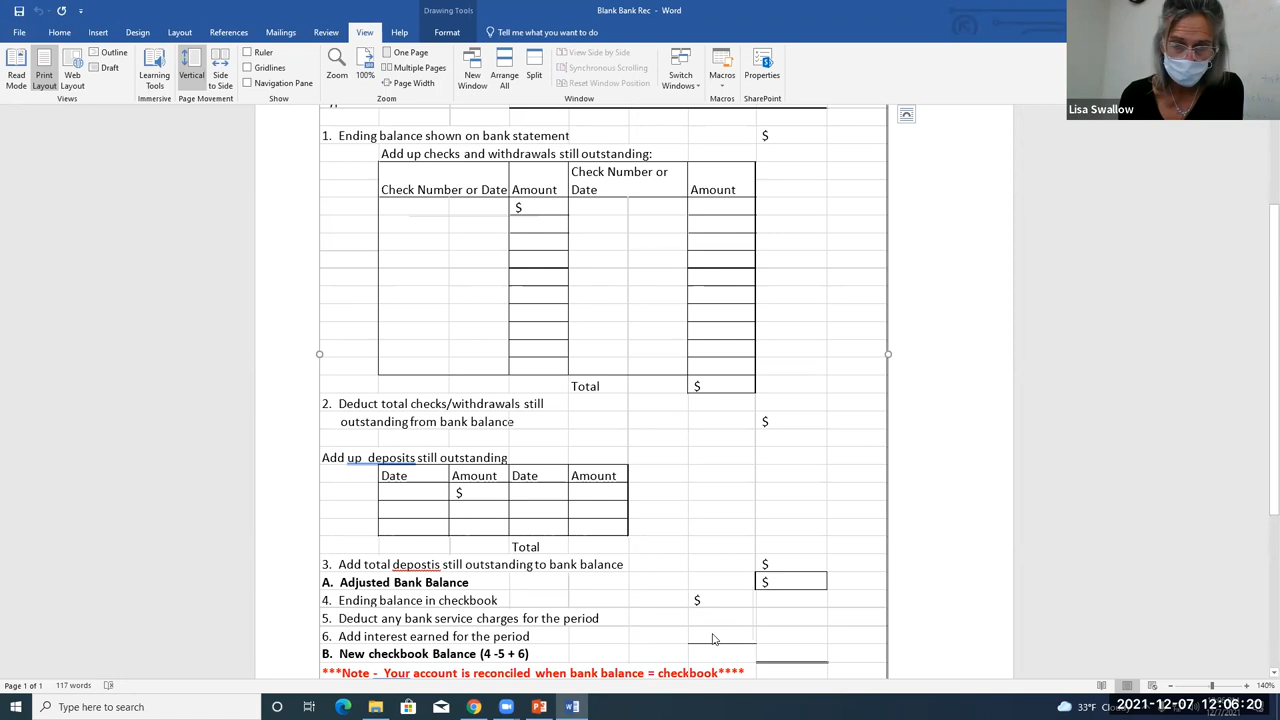 Drawing Tools
Blank Bank Rec - Word
File Home Insert Design Layout References Mailings Review View Help Format Tell me what you want to do
Read Mode
Print Layout
Web Layout
Outline
Draft
Views
Learning Tools
Immersive
Vertical
Side to Side
Page Movement
Ruler
Gridlines
Navigation Pane
Show
Zoom
100%
One Page
Multiple Pages
Page Width
Zoom
New Window
Arrange All
Split
View Side by Side
Synchronous Scrolling
Reset Window Position
Window
Switch Windows
Macros
Macros
Properties
SharePoint
Lisa Swallow
1. Ending balance shown on bank statement $
Add up checks and withdrawals still outstanding:
Check Number or Date Amount Check Number or Date Amount
$
Total $
2. Deduct total checks/withdrawals still
outstanding from bank balance $
Add up deposits still outstanding
Date Amount Date Amount
$
Total
3. Add total depostis still outstanding to bank balance $
A. Adjusted Bank Balance $
4. Ending balance in checkbook $
5. Deduct any bank service charges for the period
6. Add interest earned for the period
B. New checkbook Balance (4 -5 + 6)
***Note - Your account is reconciled when bank balance = checkbook****
Page 1 of 1 117 words 140%
Type here to search
33°F
2021-12-07 12:06:20